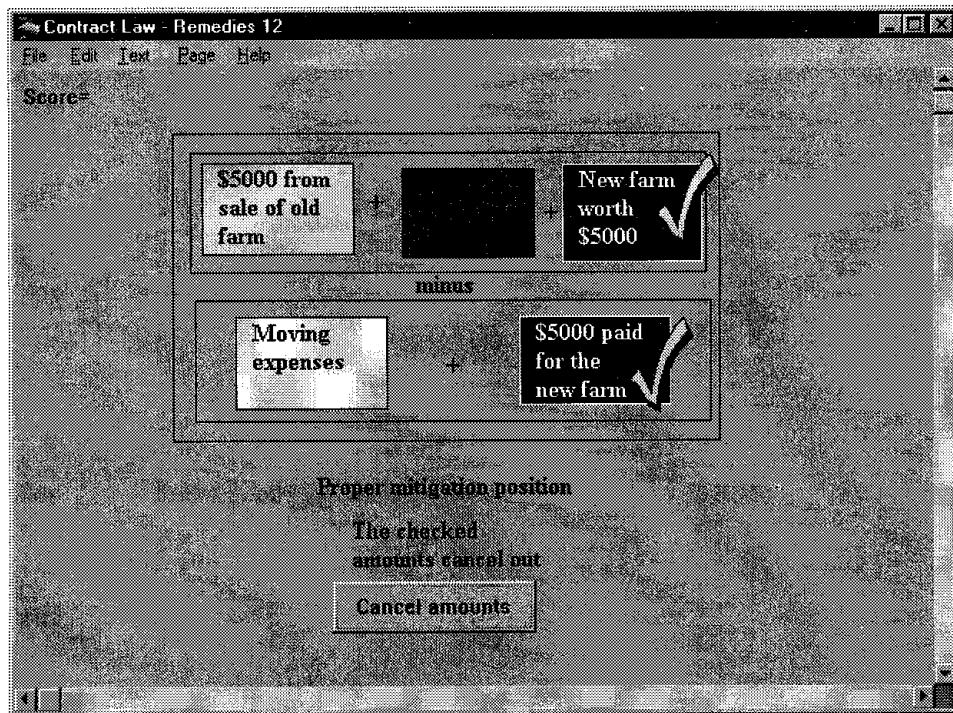 Contract Law - Remedies 12
File Edit Text Page Help
Score=
$5000 from
sale of old
farm
+
+
New farm
worth
$5000
minus
Moving
expenses
+
$5000 paid
for the
new farm
Proper mitigation position
The checked
amounts cancel out
Cancel amounts